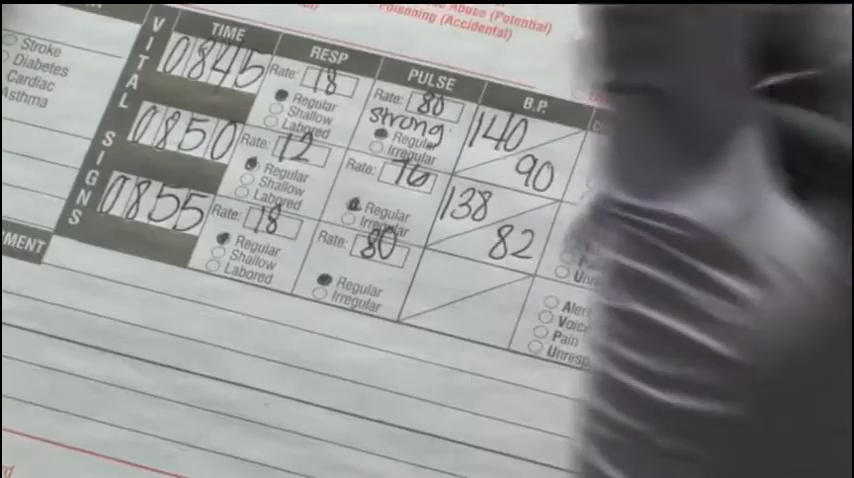 Abuse (Potential)
Poisoning (Accidental)
Stroke
Diabetes
Cardiac
Asthma
VITAL SIGNS
TIME
RESP
PULSE
B.P.
0845
Rate: 18
Regular
Shallow
Labored
Rate: 80
strong
Regular
Irregular
140
90
0850
Rate: 12
Regular
Shallow
Labored
Rate: 76
Regular
Irregular
138
82
0855
Rate: 18
Regular
Shallow
Labored
Rate: 80
Regular
Irregular
Unre
Aler
Voice
Pain
Unresp
MENT